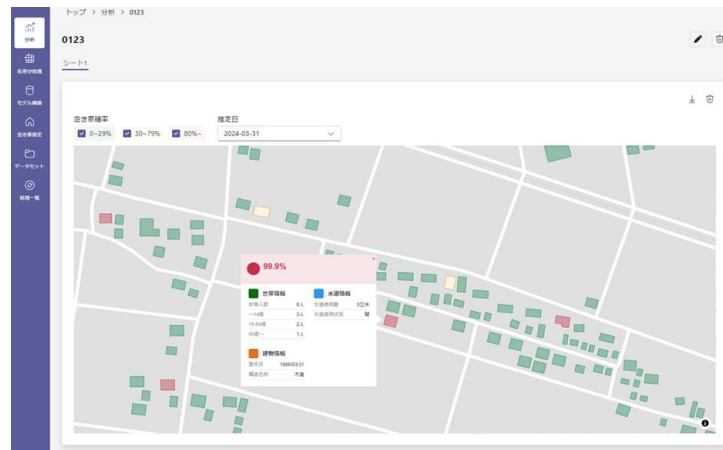 トップ > 分析 > 0123
分析
0123
名寄せ処理
シート1
モデル構築
空き家推定
データセット
処理一覧
空き家確率
推定日
0~29%
30~79%
80%~
2024-03-31
99.9%
世帯情報
水道情報
世帯人数 6人
水道使用量 0立米
~14歳 3人
水道使用状況 閉
15-64歳 2人
65歳~ 1人
建物情報
登記日 1989/03/31
構造名称 木造